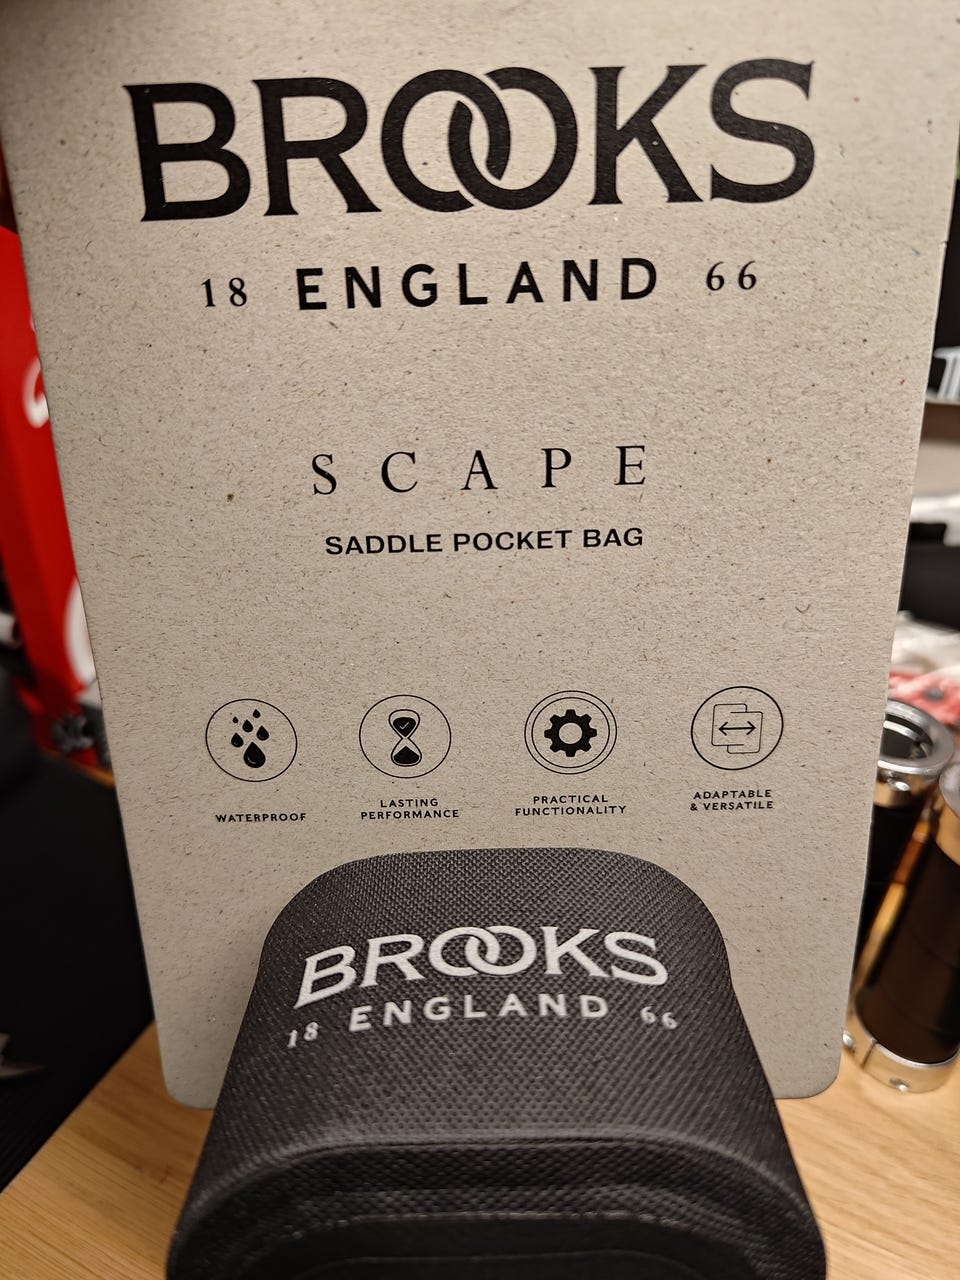 BROOKS
18 ENGLAND 66
SCAPE
SADDLE POCKET BAG
WATERPROOF
LASTING
PERFORMANCE
PRACTICAL
FUNCTIONALITY
ADAPTABLE
& VERSATILE
BROOKS
18 ENGLAND 66